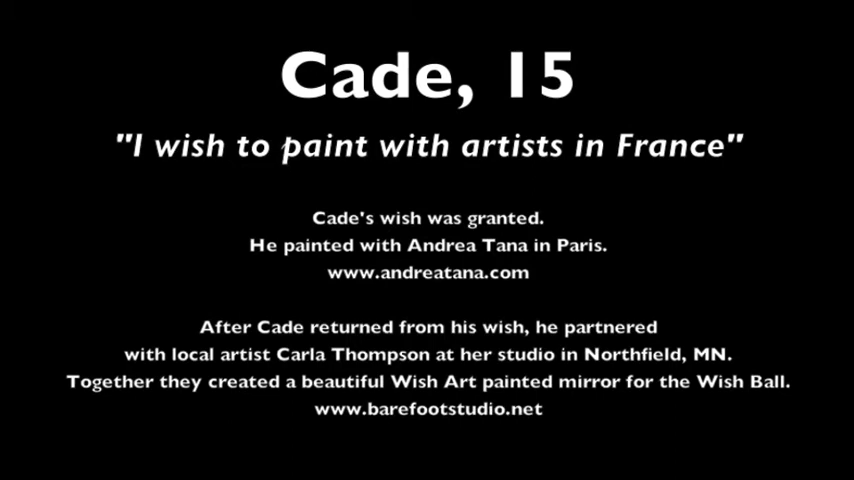 Cade, 15
"I wish to paint with artists in France"
Cade's wish was granted.
He painted with Andrea Tana in Paris.
www.andreatana.com
After Cade returned from his wish, he partnered
with local artist Carla Thompson at her studio in Northfield, MN.
Together they created a beautiful Wish Art painted mirror for the Wish Ball.
www.barefootstudio.net